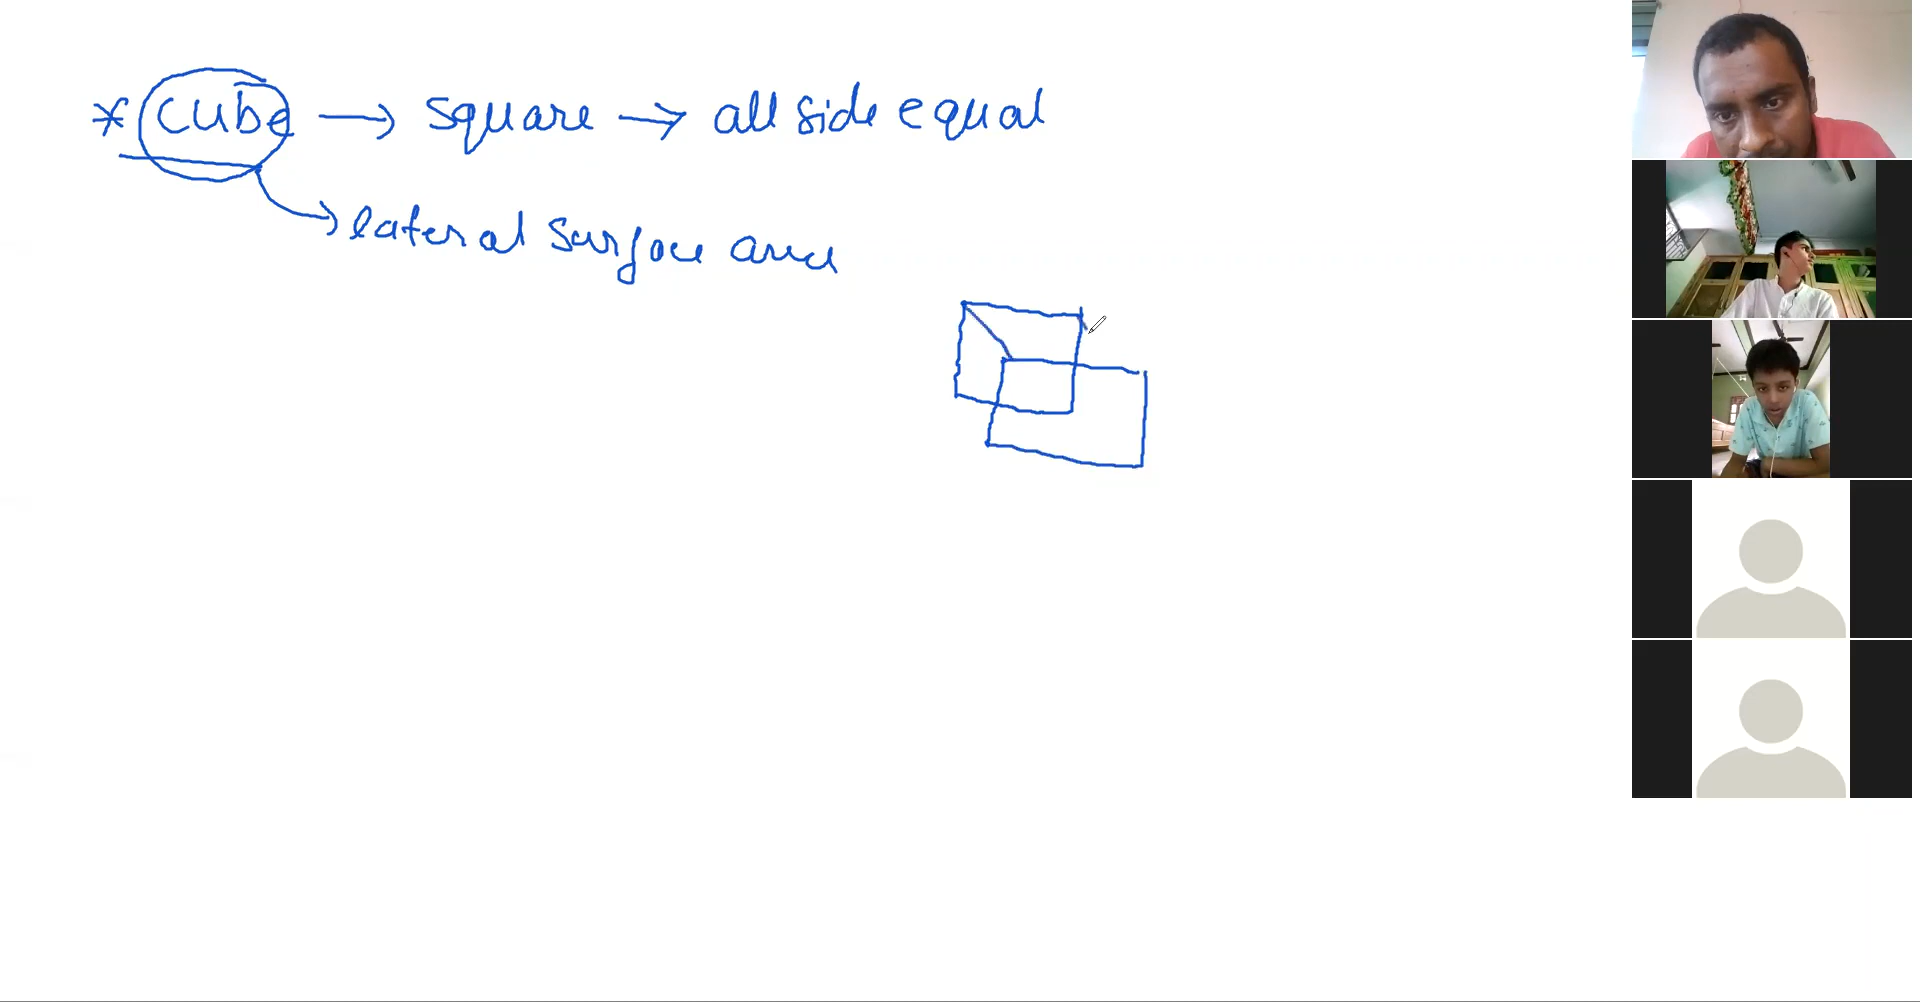 * cube → square → all side equal
→ lateral surface area